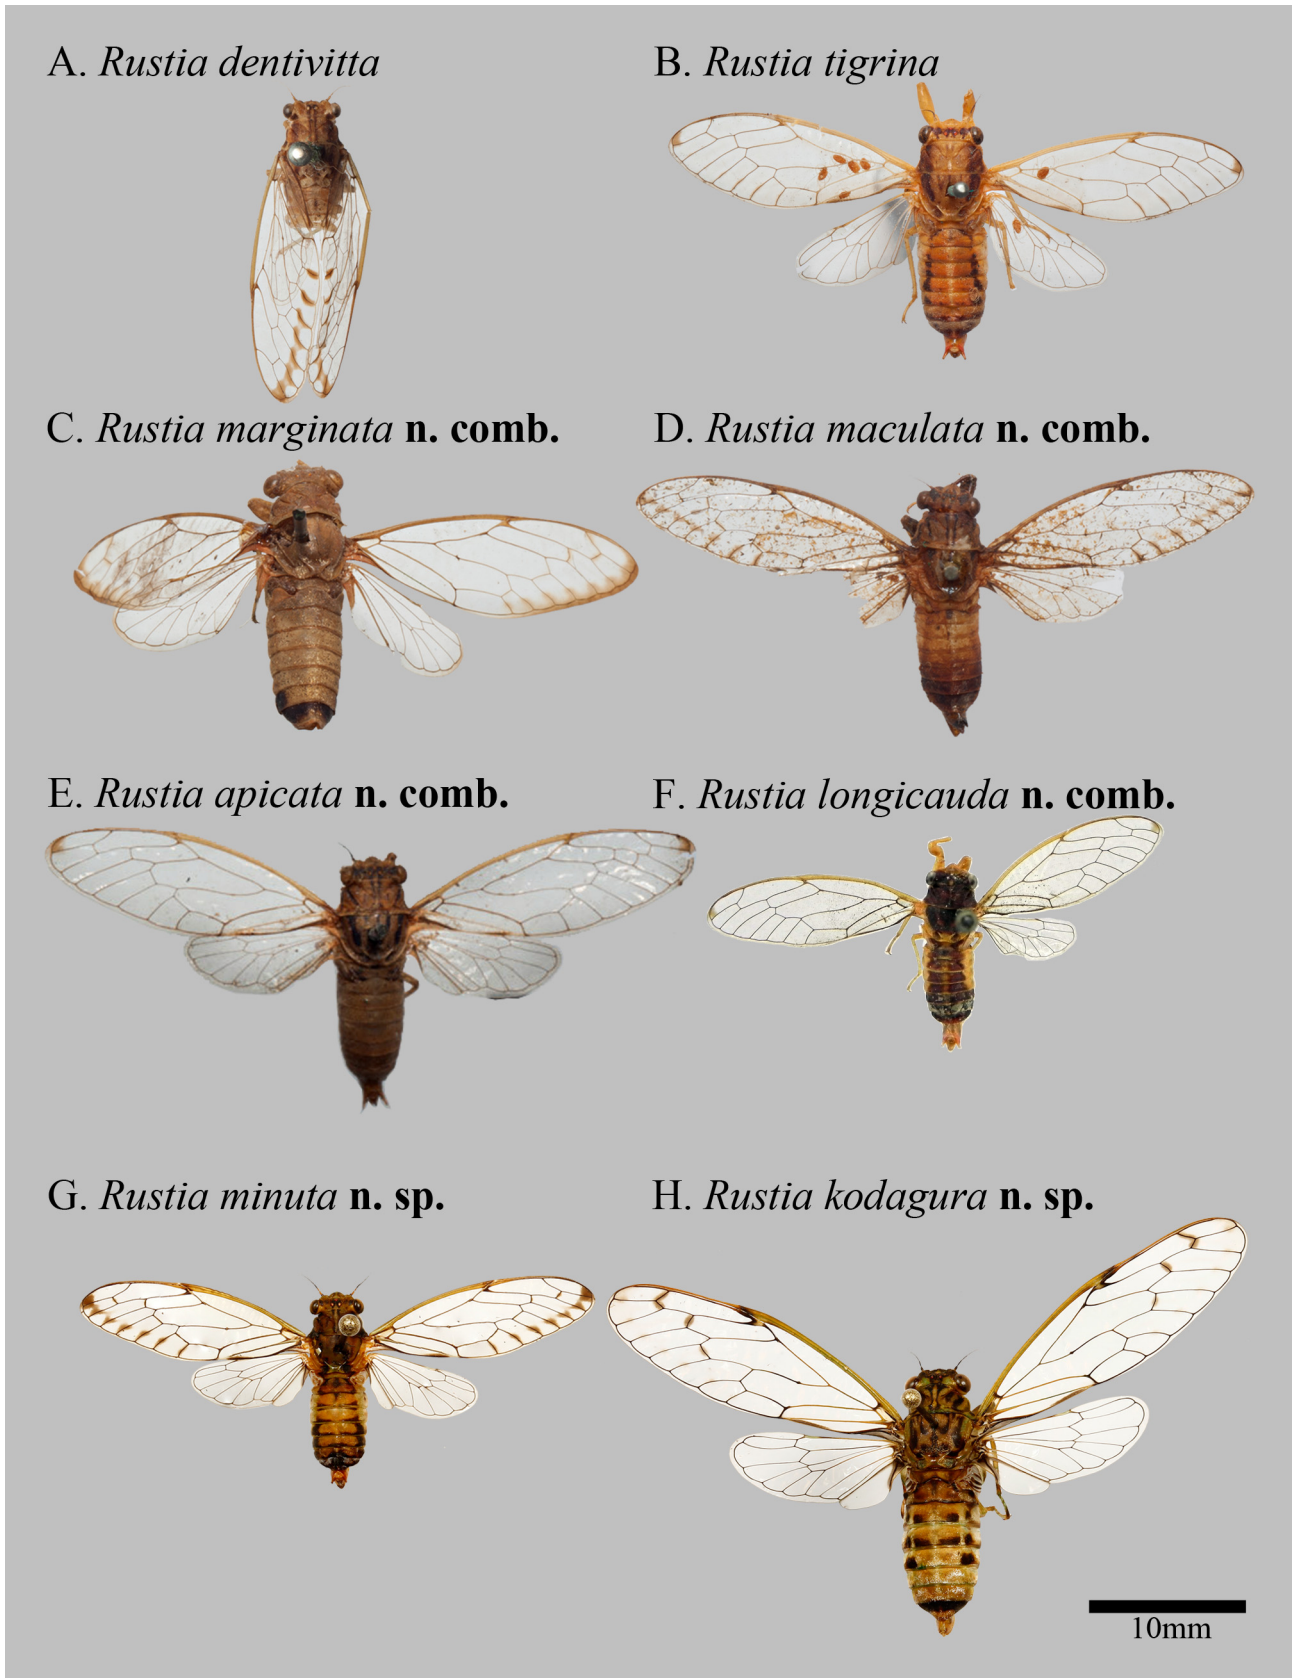 A. Rustia dentivitta
B. Rustia tigrina
C. Rustia marginata n. comb.
D. Rustia maculata n. comb.
E. Rustia apicata n. comb.
F. Rustia longicauda n. comb.
G. Rustia minuta n. sp.
H. Rustia kodagura n. sp.
10mm